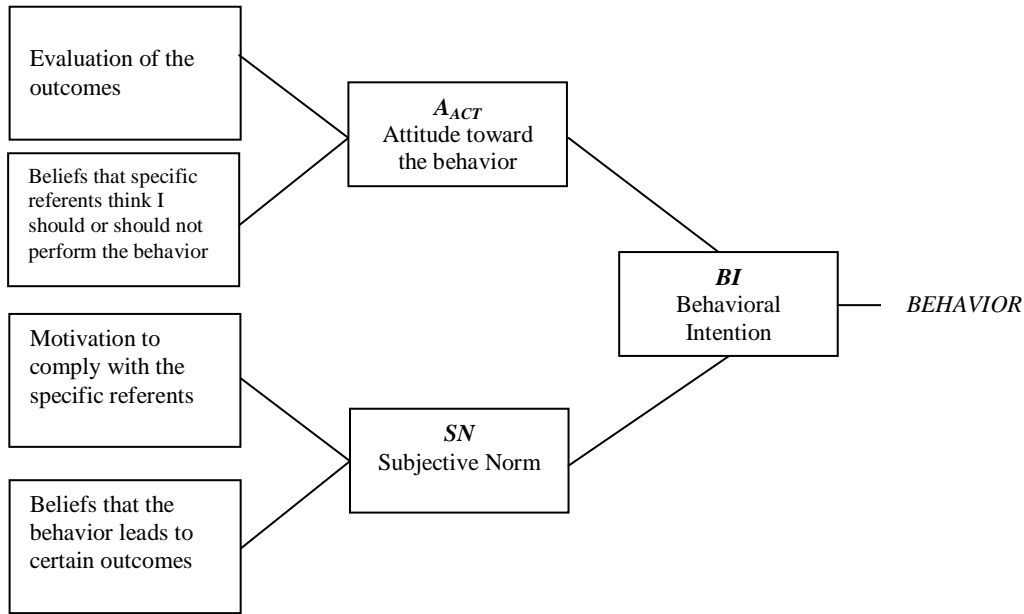 Evaluation of the
outcomes
Beliefs that specific
referents think I
should or should not
perform the behavior
Motivation to
comply with the
specific referents
Beliefs that the
behavior leads to
certain outcomes
A_ACT
Attitude toward
the behavior
SN
Subjective Norm
BI
Behavioral
Intention
BEHAVIOR